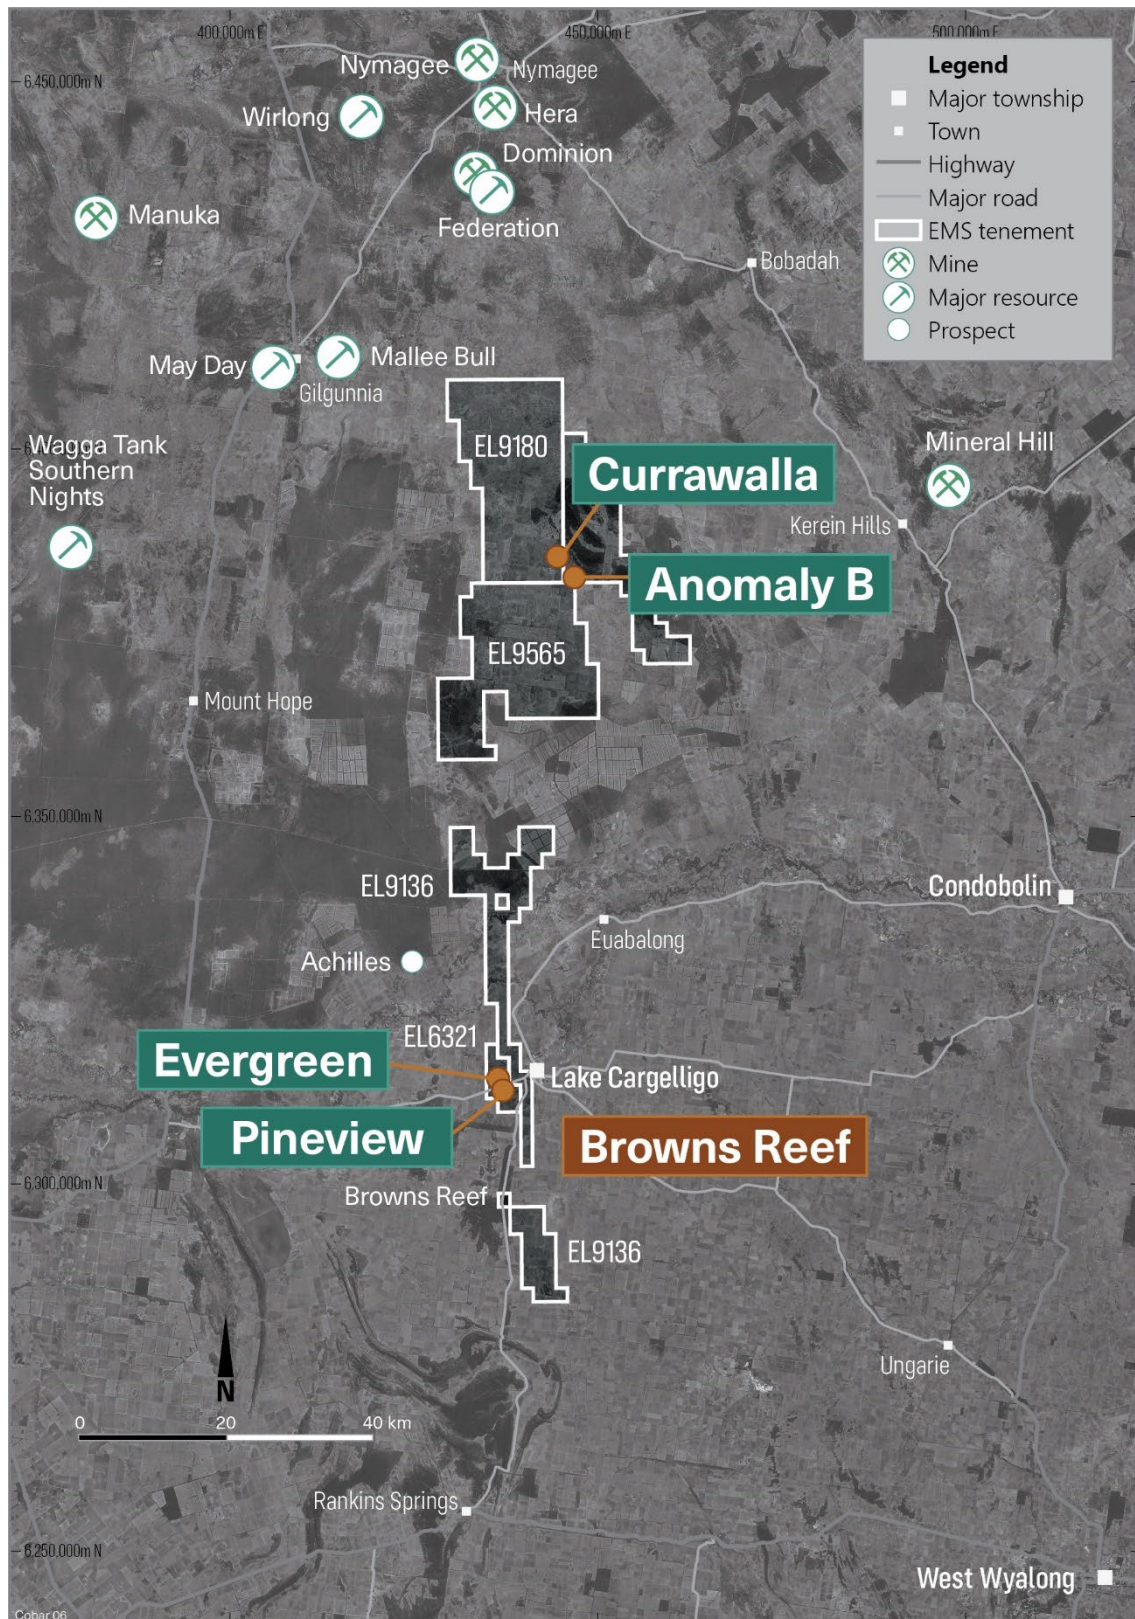 400,000m E
450,000m E
500,000m E
6,450,000m N
Nymagee
Nymagee
Wirlong
Hera
Dominion
Federation
Manuka
Bobadah
May Day
Mallee Bull
Gilgunnia
Legend
Major township
Town
Highway
Major road
EMS tenement
Mine
Major resource
Prospect
Wagga Tank
Southern
Nights
EL9180
Currawalla
Mineral Hill
Kerein Hills
Anomaly B
EL9565
Mount Hope
6,350,000m N
EL9136
Condobolin
Euabalong
Achilles
EL6321
Evergreen
Lake Cargelligo
Pineview
Browns Reef
6,300,000m N
Browns Reef
EL9136
N
Ungarie
0 20 40 km
Rankins Springs
6,250,000m N
West Wyalong
Cobar 06